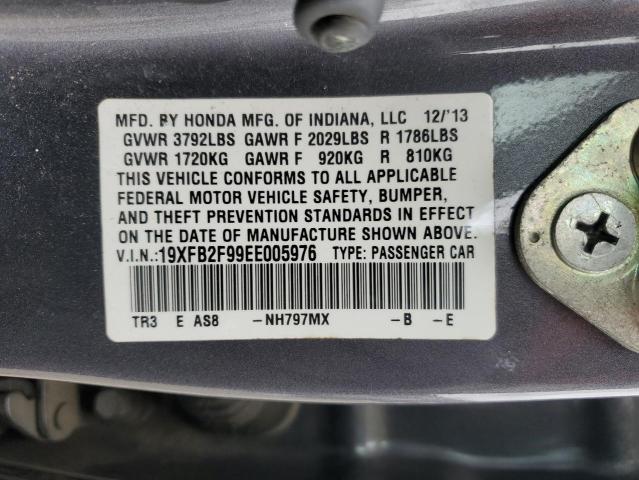 MFD. BY HONDA MFG. OF INDIANA, LLC 12/'13
GVWR 3792LBS GAWR F 2029LBS R 1786LBS
GVWR 1720KG GAWR F 920KG R 810KG
THIS VEHICLE CONFORMS TO ALL APPLICABLE
FEDERAL MOTOR VEHICLE SAFETY, BUMPER,
AND THEFT PREVENTION STANDARDS IN EFFECT
ON THE DATE OF MANUFACTURE SHOWN ABOVE.
V.I.N.:19XFB2F99EE005976 TYPE: PASSENGER CAR
TR3 E AS8 -NH797MX -B -E